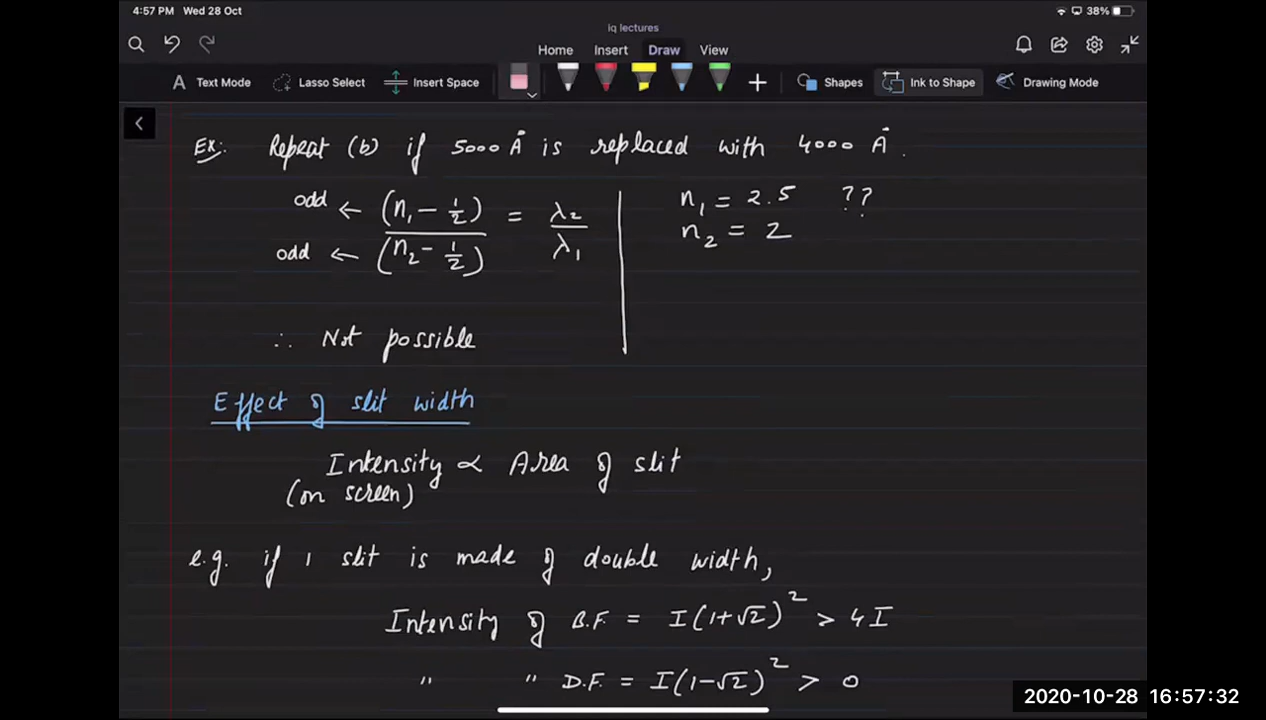 4:57 PM Wed 28 Oct
38%
iq lectures
Home Insert Draw View
Text Mode Lasso Select Insert Space Shapes Ink to Shape Drawing Mode
Ex:. Repeat (b) if 5000 Å is replaced with 4000 Å.
odd ← (n₁ - 1/2) / odd ← (n₂ - 1/2) = λ₂/λ₁
n₁ = 2.5 ??
n₂ = 2
∴ Not possible
Effect of slit width
Intensity ∝ Area of slit
(on screen)
e.g. if 1 slit is made of double width,
Intensity of B.F. = I(1+√2)² > 4I
" " D.F. = I(1-√2)² > 0
2020-10-28 16:57:32